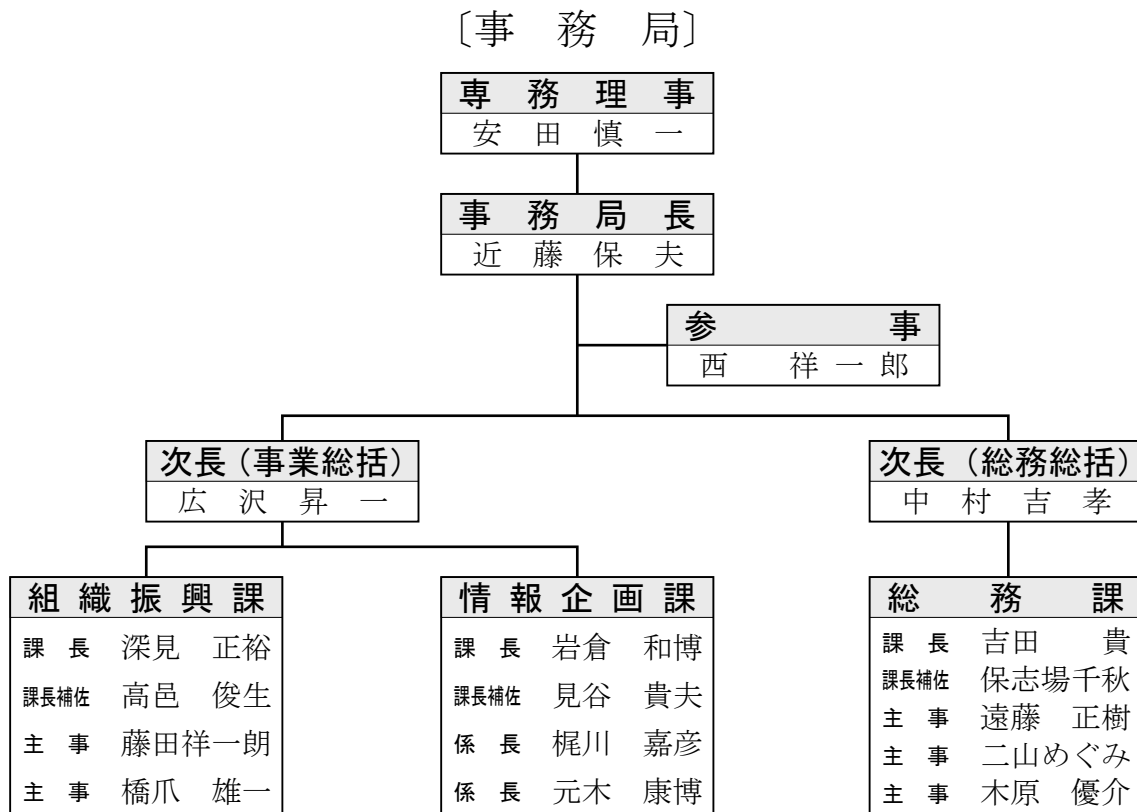 〔事 務 局〕
専務理事
安田慎一
事務局長
近藤保夫
参事
西 祥一郎
次長（事業総括）
広沢昇一
次長（総務総括）
中村吉孝
組織振興課
課長 深見 正裕
課長補佐 高邑 俊生
主事 藤田祥一朗
主事 橋爪 雄一
情報企画課
課長 岩倉 和博
課長補佐 見谷 貴夫
係長 梶川 嘉彦
係長 元木 康博
総務課
課長 吉田 貴
課長補佐 保志場千秋
主事 遠藤 正樹
主事 二山めぐみ
主事 木原 優介